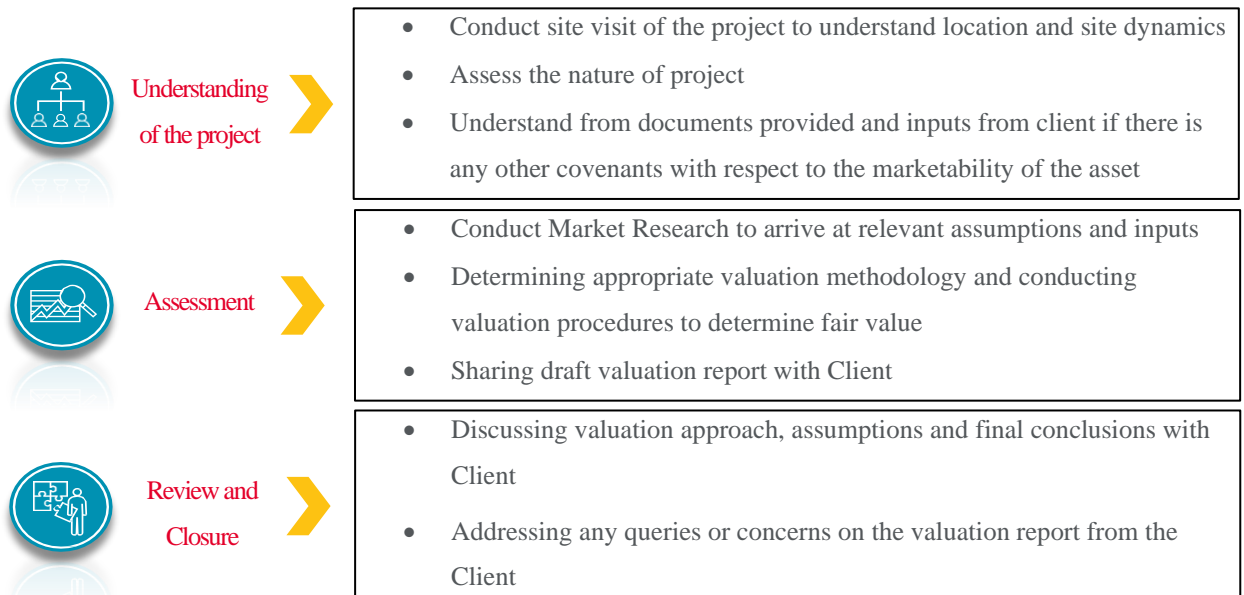 Understanding
of the project
• Conduct site visit of the project to understand location and site dynamics
• Assess the nature of project
• Understand from documents provided and inputs from client if there is
any other covenants with respect to the marketability of the asset
Assessment
• Conduct Market Research to arrive at relevant assumptions and inputs
• Determining appropriate valuation methodology and conducting
valuation procedures to determine fair value
• Sharing draft valuation report with Client
Review and
Closure
• Discussing valuation approach, assumptions and final conclusions with
Client
• Addressing any queries or concerns on the valuation report from the
Client